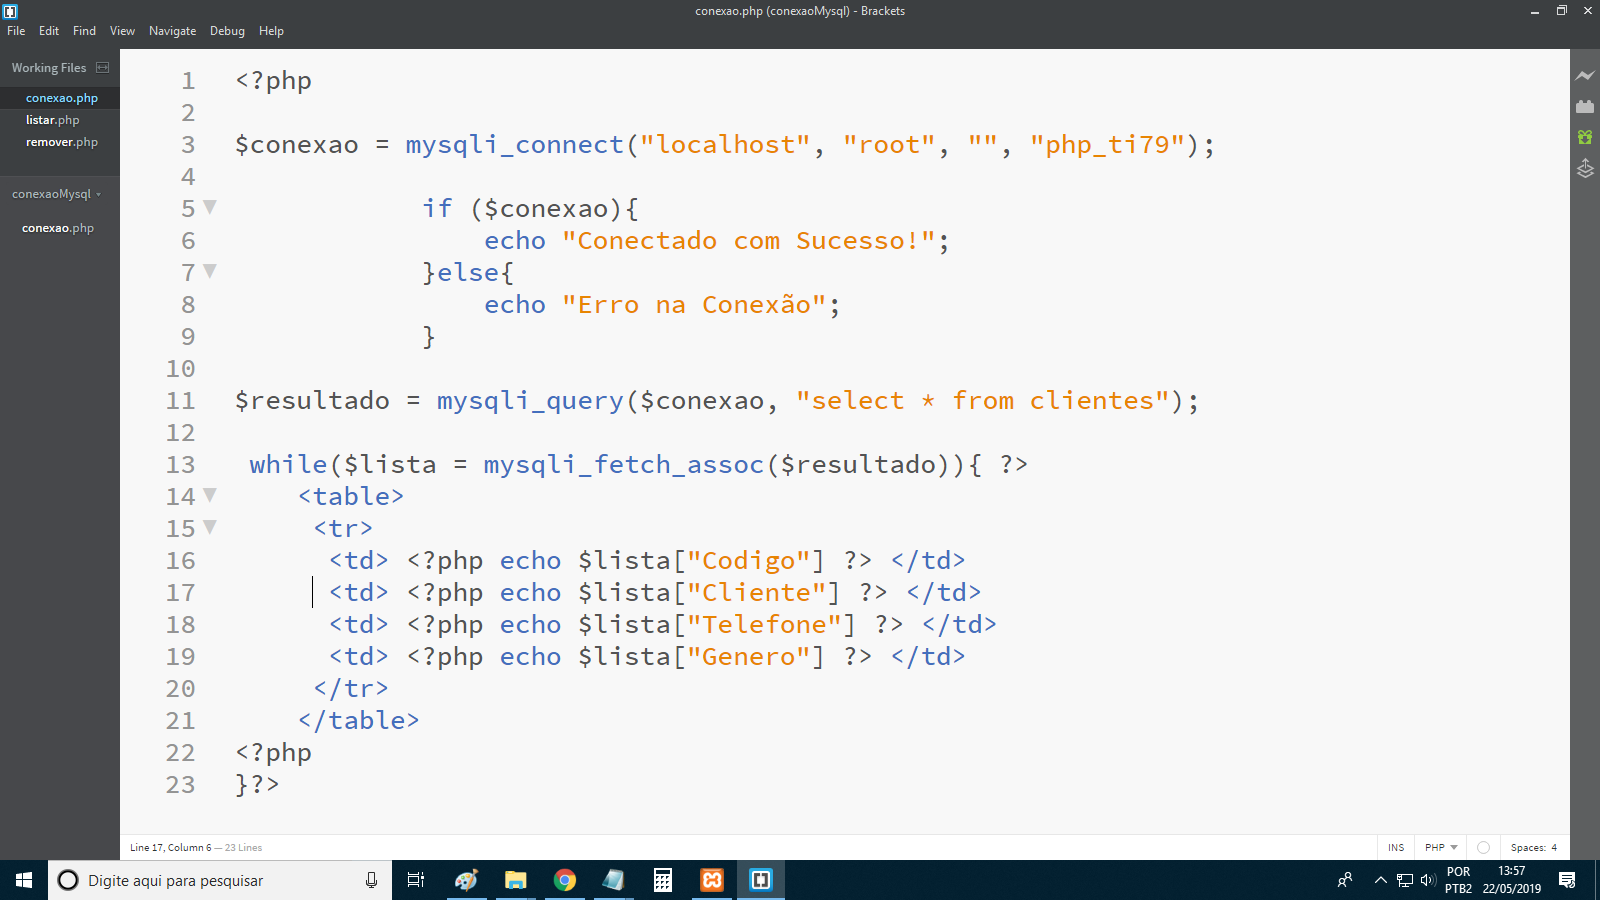 conexao.php (conexaoMysql) - Brackets
File Edit Find View Navigate Debug Help
Working Files
conexao.php
listar.php
remover.php
conexaoMysql
conexao.php
1 <?php
2
3 $conexao = mysqli_connect("localhost", "root", "", "php_ti79");
4
5 if ($conexao){
6 echo "Conectado com Sucesso!";
7 }else{
8 echo "Erro na Conexão";
9 }
10
11 $resultado = mysqli_query($conexao, "select * from clientes");
12
13 while($lista = mysqli_fetch_assoc($resultado)){ ?>
14 <table>
15 <tr>
16 <td> <?php echo $lista["Codigo"] ?> </td>
17 <td> <?php echo $lista["Cliente"] ?> </td>
18 <td> <?php echo $lista["Telefone"] ?> </td>
19 <td> <?php echo $lista["Genero"] ?> </td>
20 </tr>
21 </table>
22 <?php
23 }?>
Line 17, Column 6 — 23 Lines
INS PHP Spaces: 4
Digite aqui para pesquisar
POR
PTB2
13:57
22/05/2019